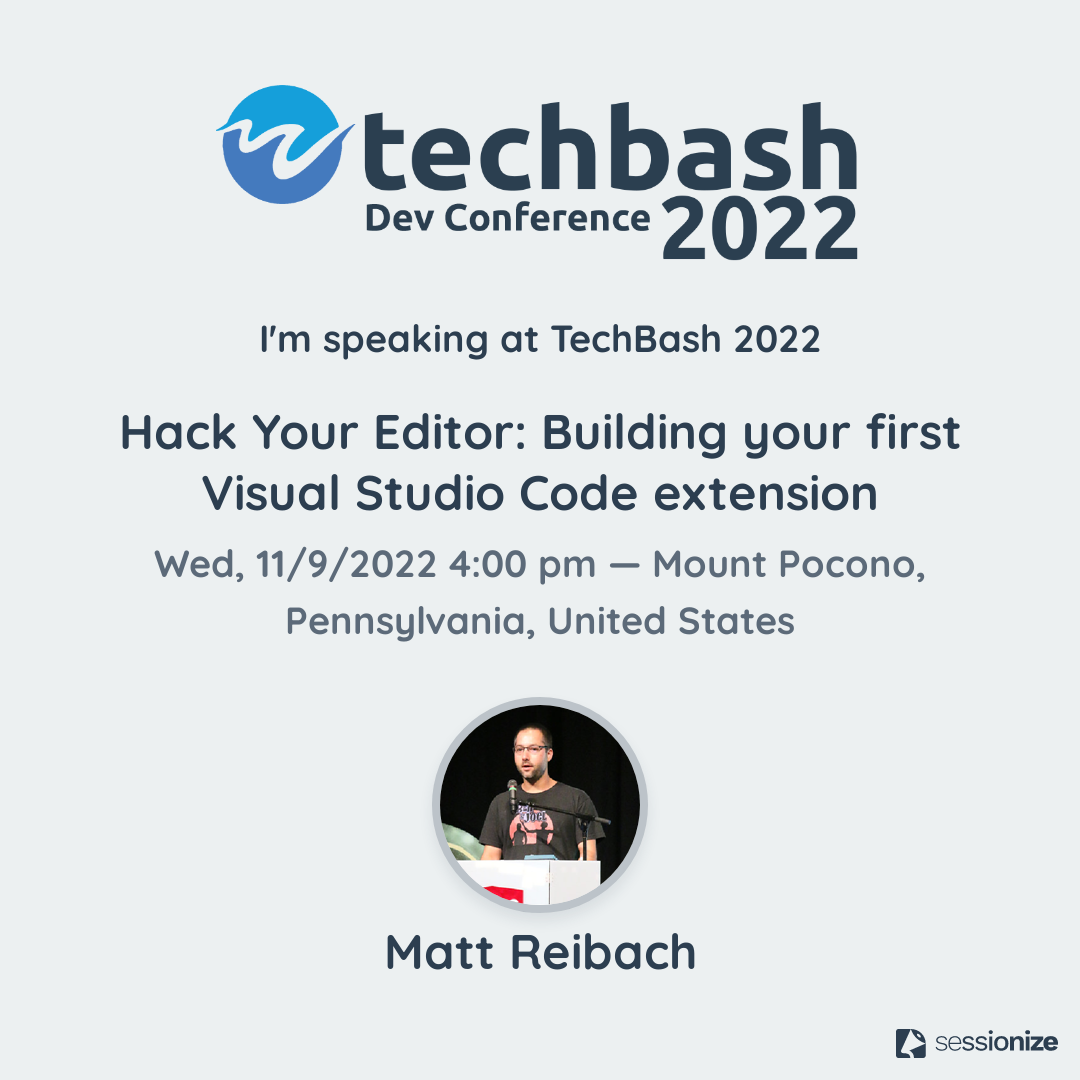 techbash
Dev Conference 2022
I'm speaking at TechBash 2022
Hack Your Editor: Building your first
Visual Studio Code extension
Wed, 11/9/2022 4:00 pm — Mount Pocono,
Pennsylvania, United States
Matt Reibach
sessionize